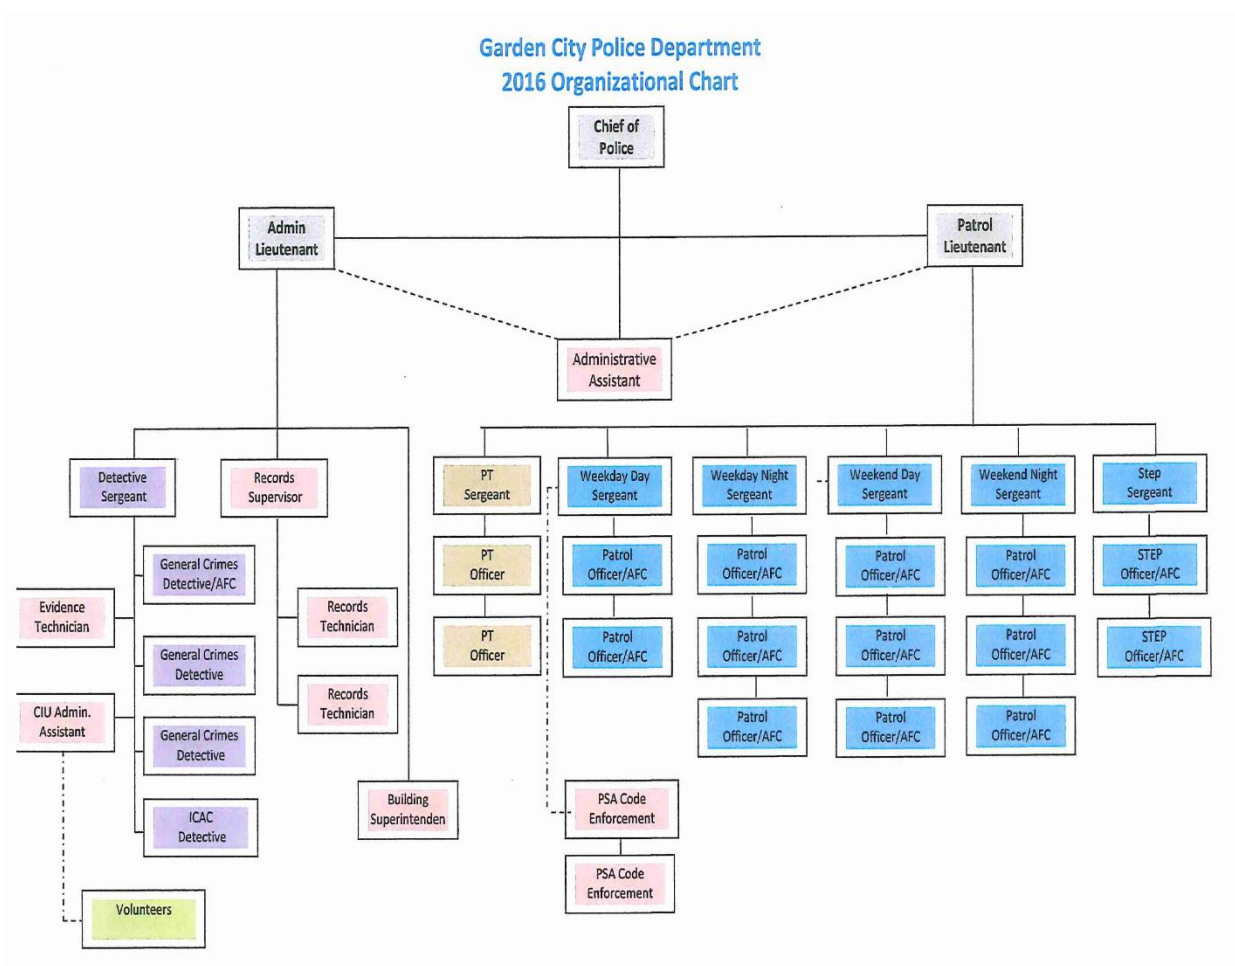 Garden City Police Department
2016 Organizational Chart
Chief of
Police
Admin
Lieutenant
Patrol
Lieutenant
Administrative
Assistant
Detective
Sergeant
Records
Supervisor
PT
Sergeant
Weekday Day
Sergeant
Weekday Night
Sergeant
Weekend Day
Sergeant
Weekend Night
Sergeant
Step
Sergeant
General Crimes
Detective/AFC
PT
Officer
Patrol
Officer/AFC
Patrol
Officer/AFC
Patrol
Officer/AFC
Patrol
Officer/AFC
STEP
Officer/AFC
Evidence
Technician
Records
Technician
General Crimes
Detective
PT
Officer
Patrol
Officer/AFC
Patrol
Officer/AFC
Patrol
Officer/AFC
Patrol
Officer/AFC
STEP
Officer/AFC
CIU Admin.
Assistant
Records
Technician
General Crimes
Detective
Patrol
Officer/AFC
Patrol
Officer/AFC
Patrol
Officer/AFC
ICAC
Detective
Building
Superintenden
PSA Code
Enforcement
PSA Code
Enforcement
Volunteers